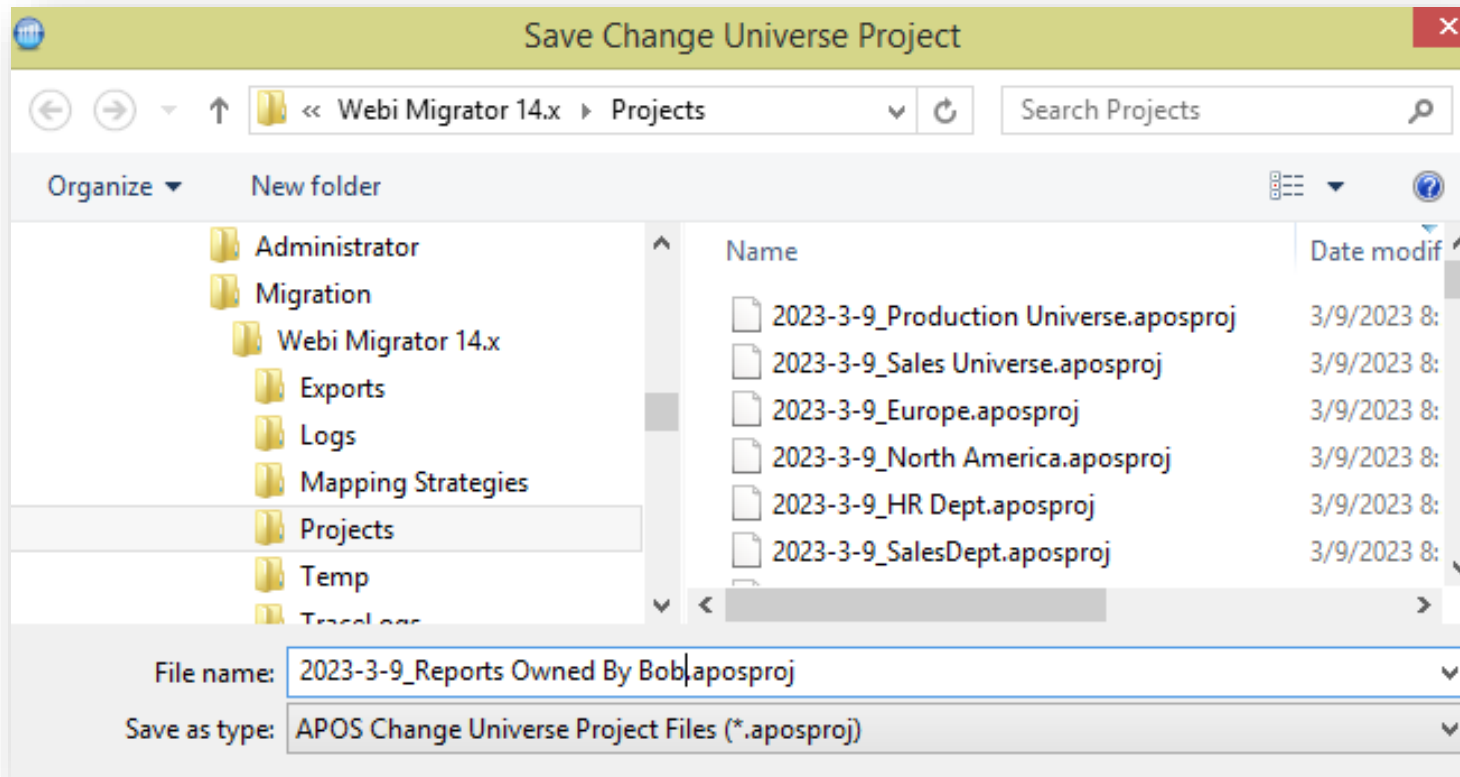 Save Change Universe Project
« Webi Migrator 14.x Projects
Search Projects
Organize
New folder
Administrator
Migration
Webi Migrator 14.x
Exports
Logs
Mapping Strategies
Projects
Temp
TraceLogs
Name Date modif
2023-3-9_Production Universe.aposproj 3/9/2023 8:
2023-3-9_Sales Universe.aposproj 3/9/2023 8:
2023-3-9_Europe.aposproj 3/9/2023 8:
2023-3-9_North America.aposproj 3/9/2023 8:
2023-3-9_HR Dept.aposproj 3/9/2023 8:
2023-3-9_SalesDept.aposproj 3/9/2023 8:
File name: 2023-3-9_Reports Owned By Bob.aposproj
Save as type: APOS Change Universe Project Files (*.aposproj)